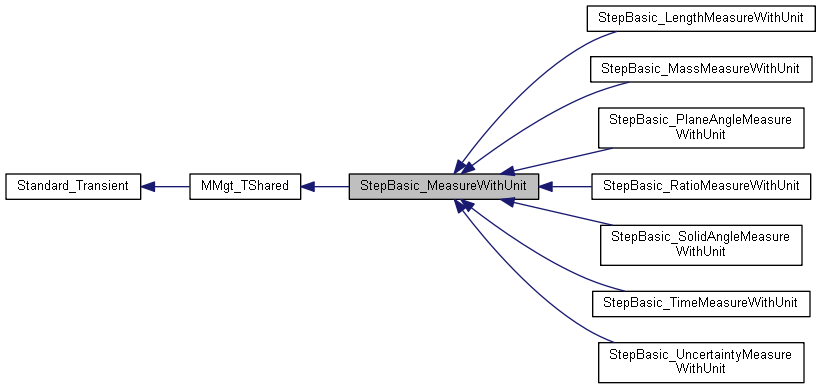 StepBasic_LengthMeasureWithUnit
StepBasic_MassMeasureWithUnit
StepBasic_PlaneAngleMeasure
WithUnit
Standard_Transient
MMgt_TShared
StepBasic_MeasureWithUnit
StepBasic_RatioMeasureWithUnit
StepBasic_SolidAngleMeasure
WithUnit
StepBasic_TimeMeasureWithUnit
StepBasic_UncertaintyMeasure
WithUnit